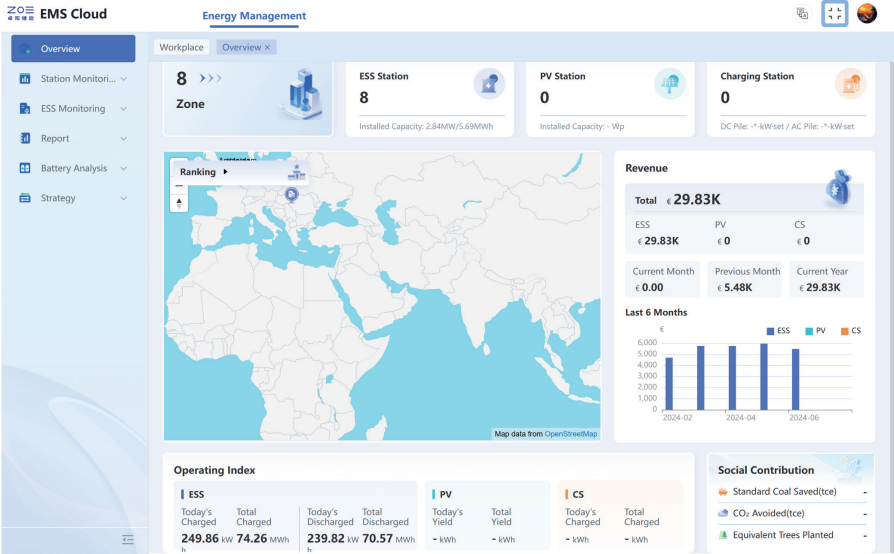 ZOE EMS Cloud
Energy Management
Overview
Station Monitori...
ESS Monitoring
Report
Battery Analysis
Strategy
Workplace Overview ×
8
Zone
ESS Station
8
Installed Capacity: 2.84MW/5.69MWh
PV Station
0
Installed Capacity: - Wp
Charging Station
0
DC Pile: -*-kW·set / AC Pile: -*-kW·set
Ranking
Map data from OpenStreetMap
Revenue
Total € 29.83K
ESS PV CS
€ 29.83K € 0 € 0
Current Month Previous Month Current Year
€ 0.00 € 5.48K € 29.83K
Last 6 Months
€
ESS PV CS
6,000
5,000
4,000
3,000
2,000
1,000
0
2024-02 2024-04 2024-06
Operating Index
ESS
Today's Charged
Total Charged
Today's Discharged
Total Discharged
249.86 kWh
74.26 MWh
239.82 kWh
70.57 MWh
PV
Today's Yield
Total Yield
- kWh - kWh
CS
Today's Charged
Total Charged
- kWh - kWh
Social Contribution
Standard Coal Saved(tce) -
CO₂ Avoided(tce) -
Equivalent Trees Planted -